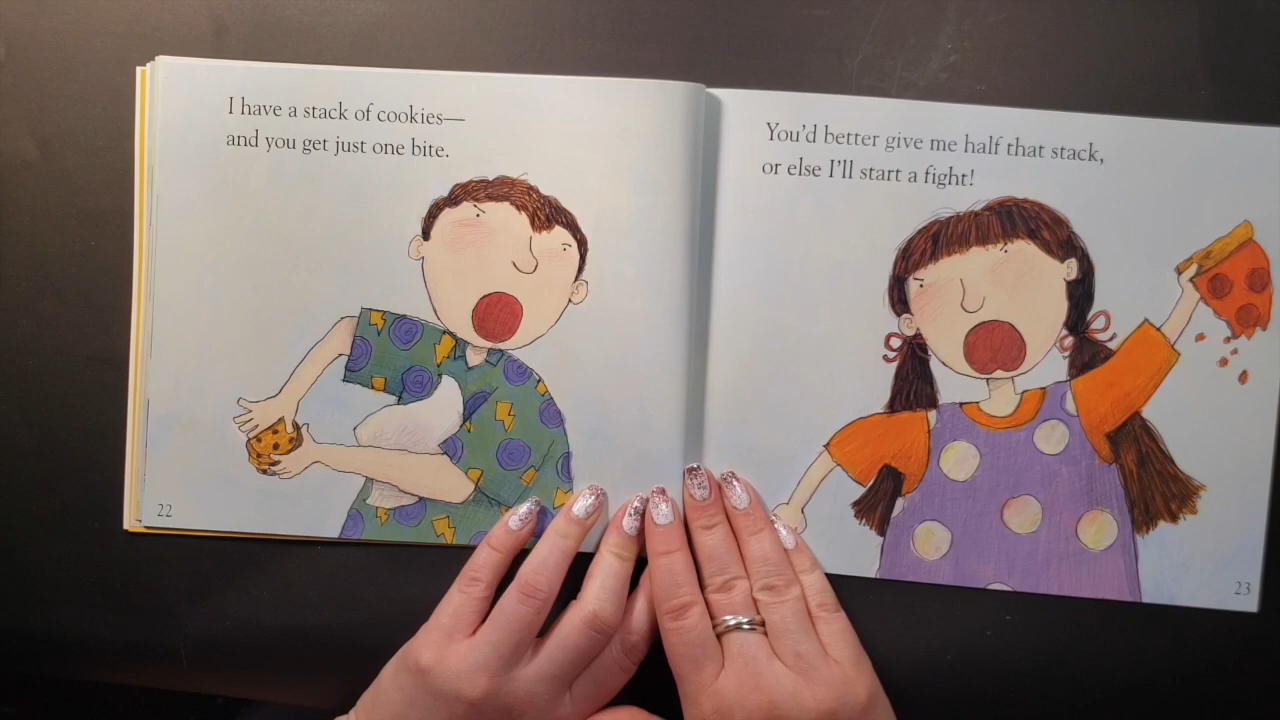 I have a stack of cookies—
and you get just one bite.
22
You'd better give me half that stack,
or else I'll start a fight!
23